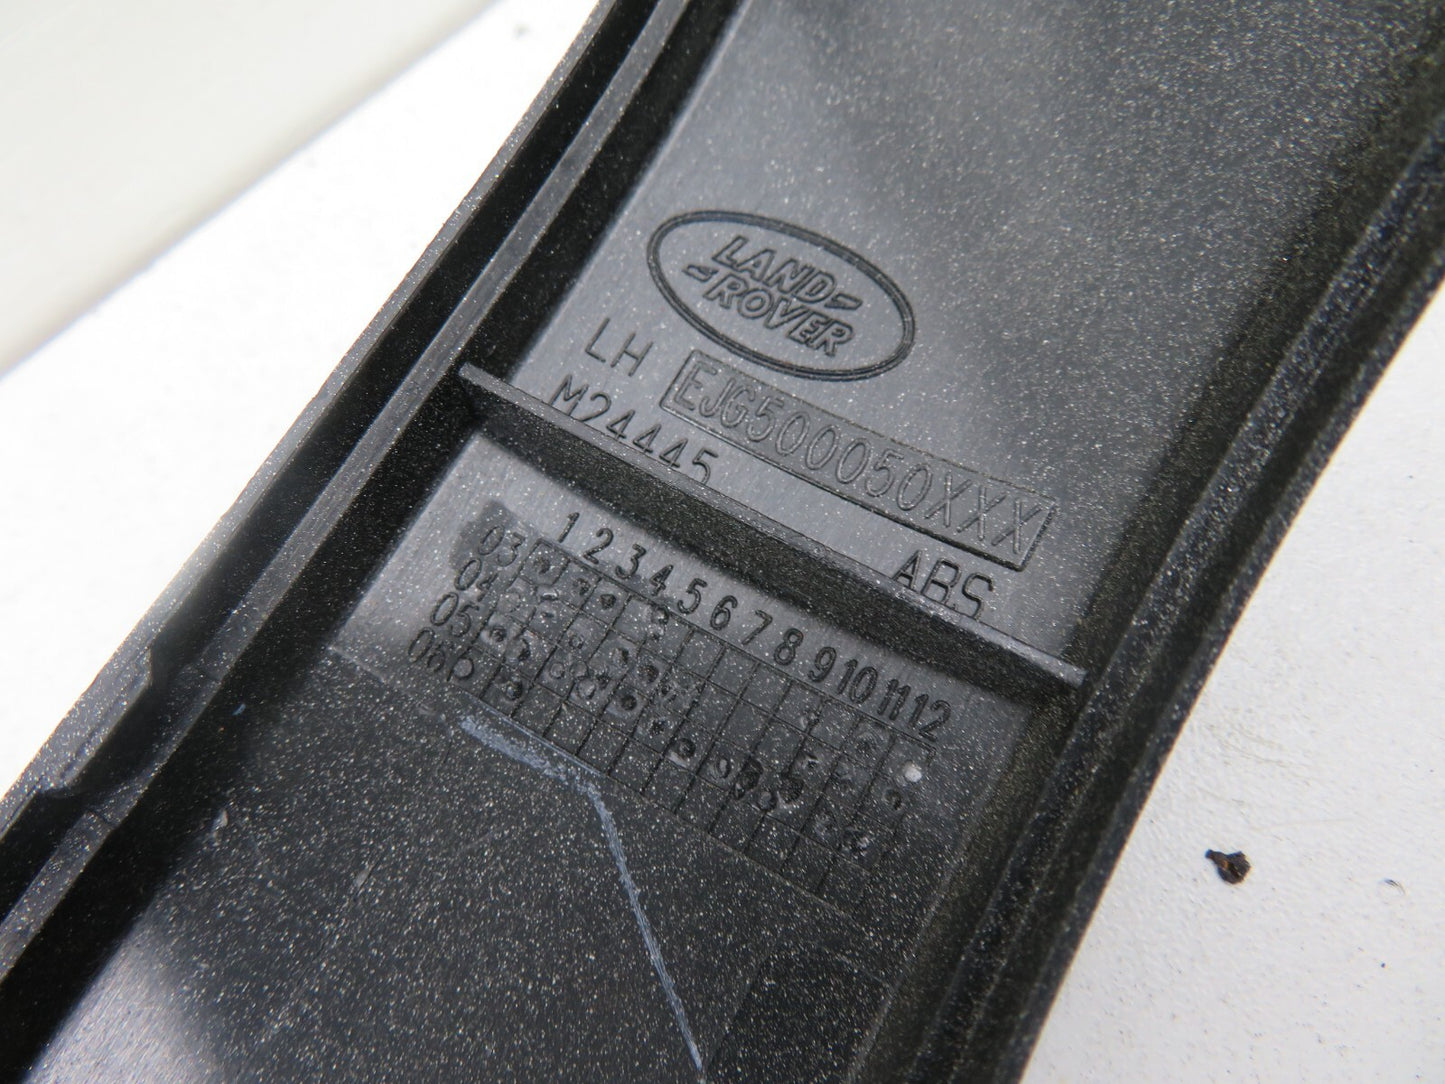 LAND
ROVER
LH EJG500050XXX
M24445 ABS
1 2 3 4 5 6 7 8 9 10 11 12
03
04
05
06